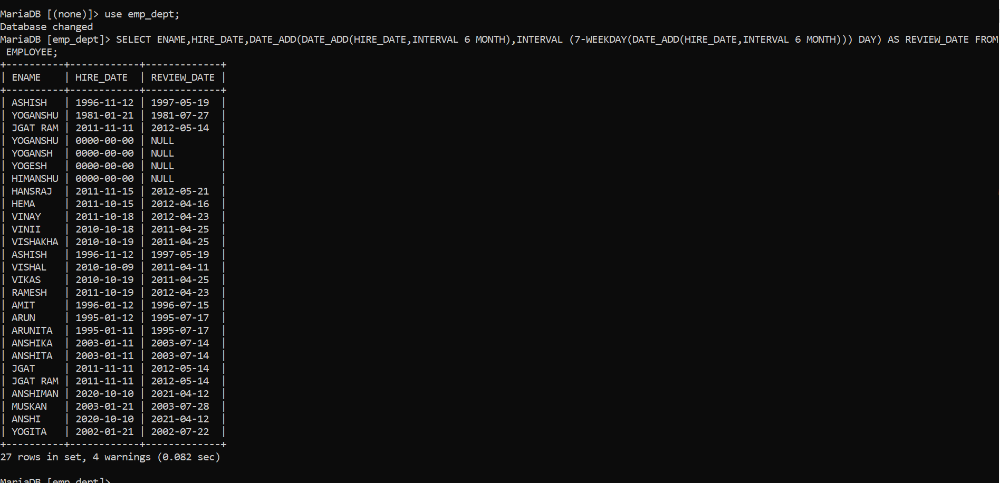 MariaDB [(none)]> use emp_dept;
Database changed
MariaDB [emp_dept]> SELECT ENAME,HIRE_DATE,DATE_ADD(DATE_ADD(HIRE_DATE,INTERVAL 6 MONTH),INTERVAL (7-WEEKDAY(DATE_ADD(HIRE_DATE,INTERVAL 6 MONTH))) DAY) AS REVIEW_DATE FROM
 EMPLOYEE;
+----------+------------+-------------+
| ENAME    | HIRE_DATE  | REVIEW_DATE |
+----------+------------+-------------+
| ASHISH   | 1996-11-12 | 1997-05-19  |
| YOGANSHU | 1981-01-21 | 1981-07-27  |
| JGAT RAM | 2011-11-11 | 2012-05-14  |
| YOGANSHU | 0000-00-00 | NULL        |
| YOGANSH  | 0000-00-00 | NULL        |
| YOGESH   | 0000-00-00 | NULL        |
| HIMANSHU | 0000-00-00 | NULL        |
| HANSRAJ  | 2011-11-15 | 2012-05-21  |
| HEMA     | 2011-10-15 | 2012-04-16  |
| VINAY    | 2011-10-18 | 2012-04-23  |
| VINII    | 2010-10-18 | 2011-04-25  |
| VISHAKHA | 2010-10-19 | 2011-04-25  |
| ASHISH   | 1996-11-12 | 1997-05-19  |
| VISHAL   | 2010-10-09 | 2011-04-11  |
| VIKAS    | 2010-10-19 | 2011-04-25  |
| RAMESH   | 2011-10-19 | 2012-04-23  |
| AMIT     | 1996-01-12 | 1996-07-15  |
| ARUN     | 1995-01-12 | 1995-07-17  |
| ARUNITA  | 1995-01-11 | 1995-07-17  |
| ANSHIKA  | 2003-01-11 | 2003-07-14  |
| ANSHITA  | 2003-01-11 | 2003-07-14  |
| JGAT     | 2011-11-11 | 2012-05-14  |
| JGAT RAM | 2011-11-11 | 2012-05-14  |
| ANSHIMAN | 2020-10-10 | 2021-04-12  |
| MUSKAN   | 2003-01-21 | 2003-07-28  |
| ANSHI    | 2020-10-10 | 2021-04-12  |
| YOGITA   | 2002-01-21 | 2002-07-22  |
+----------+------------+-------------+
27 rows in set, 4 warnings (0.082 sec)
MariaDB [emp_dept]>